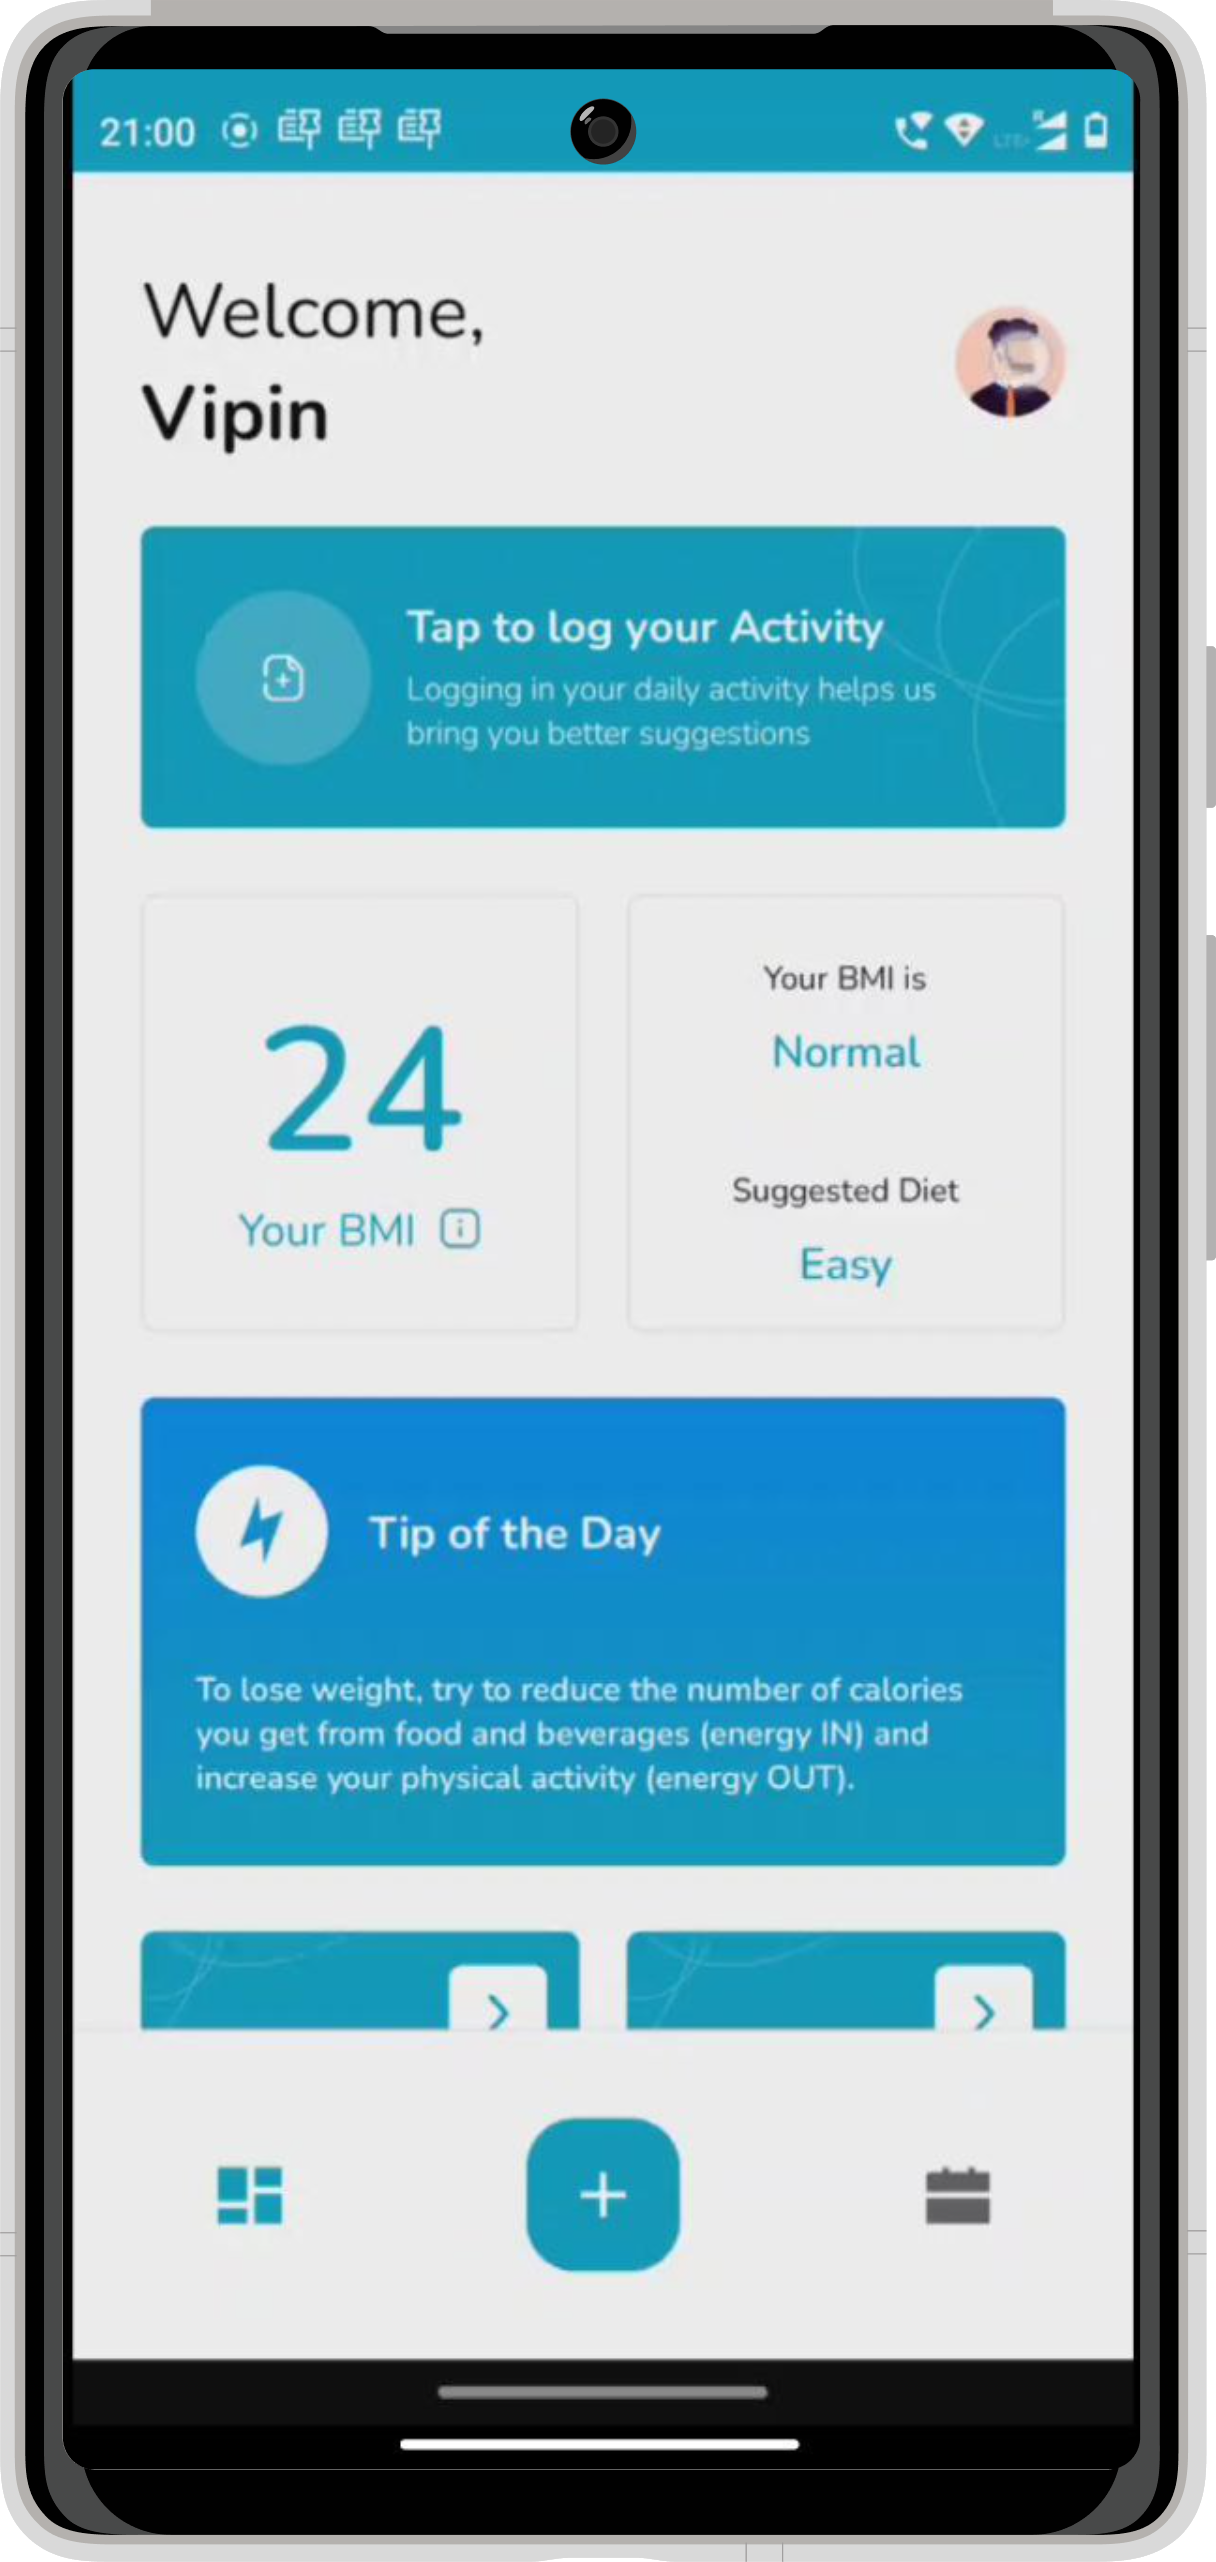 21:00
Welcome,
Vipin
Tap to log your Activity
Logging in your daily activity helps us
bring you better suggestions
24
Your BMI
Your BMI is
Normal
Suggested Diet
Easy
Tip of the Day
To lose weight, try to reduce the number of calories
you get from food and beverages (energy IN) and
increase your physical activity (energy OUT).